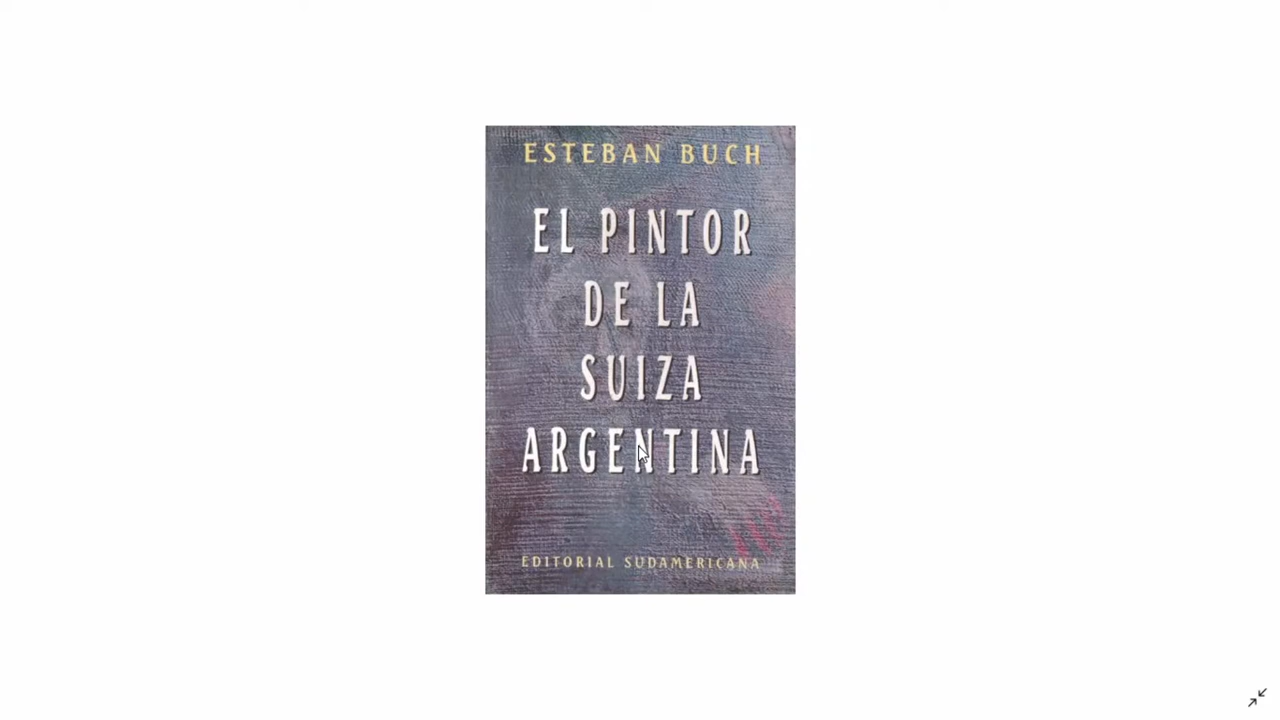 ESTEBAN BUCH
EL PINTOR
DE LA
SUIZA
ARGENTINA
EDITORIAL SUDAMERICANA